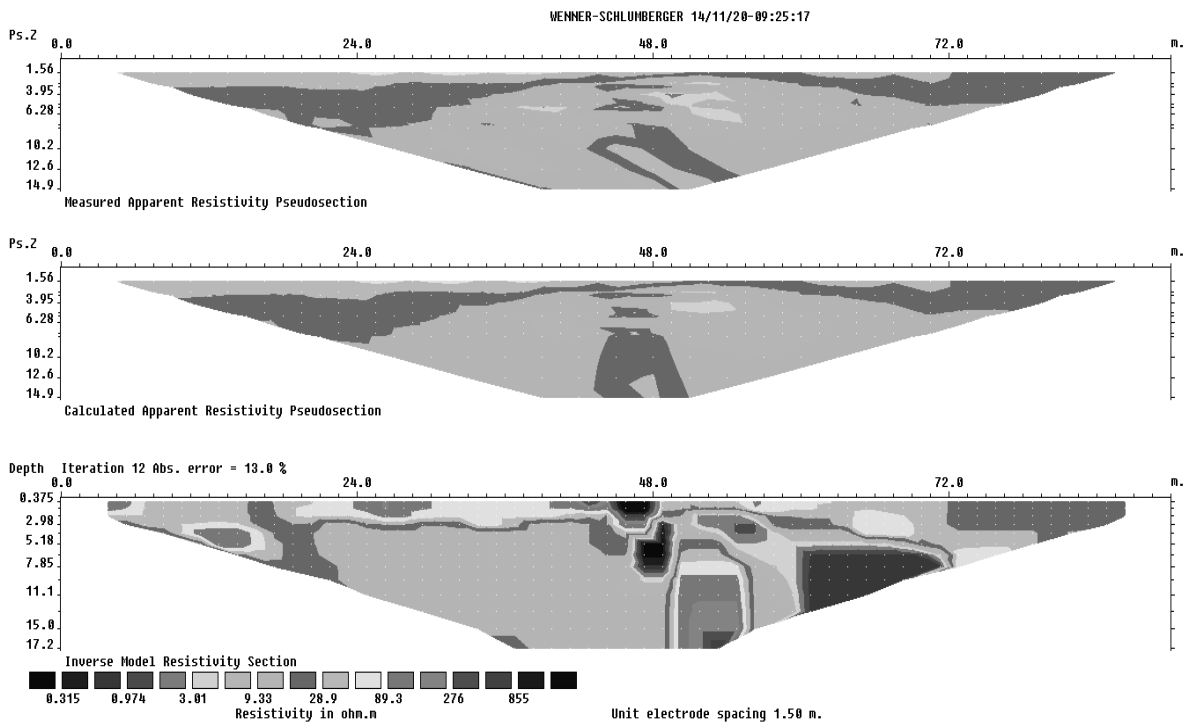 WENNER-SCHLUMBERGER 14/11/20-09:25:17
Ps.Z 0.0 24.0 48.0 72.0 m.
1.56
3.95
6.28
10.2
12.6
14.9
Measured Apparent Resistivity Pseudosection
Ps.Z 0.0 24.0 48.0 72.0 m.
1.56
3.95
6.28
10.2
12.6
14.9
Calculated Apparent Resistivity Pseudosection
Depth Iteration 12 Abs. error = 13.0 %
0.0 24.0 48.0 72.0 m.
0.375
2.98
5.18
7.85
11.1
15.0
17.2
Inverse Model Resistivity Section
0.315 0.974 3.01 9.33 28.9 89.3 276 855
Resistivity in ohm.m Unit electrode spacing 1.50 m.